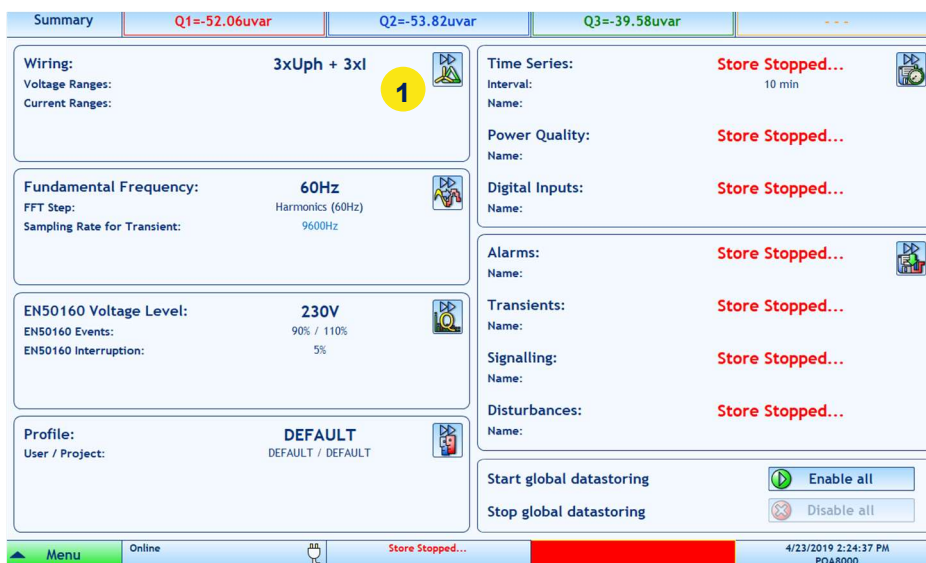 Summary Q1=-52.06uvar Q2=-53.82uvar Q3=-39.58uvar - - -
Wiring: 3xUph + 3xI
1
Voltage Ranges:
Current Ranges:
Fundamental Frequency: 60Hz
FFT Step: Harmonics (60Hz)
Sampling Rate for Transient: 9600Hz
EN50160 Voltage Level: 230V
EN50160 Events: 90% / 110%
EN50160 Interruption: 5%
Profile: DEFAULT
User / Project: DEFAULT / DEFAULT
Time Series: Store Stopped...
Interval: 10 min
Name:
Power Quality: Store Stopped...
Name:
Digital Inputs: Store Stopped...
Name:
Alarms: Store Stopped...
Name:
Transients: Store Stopped...
Name:
Signalling: Store Stopped...
Name:
Disturbances: Store Stopped...
Name:
Start global datastoring Enable all
Stop global datastoring Disable all
Menu Online Store Stopped... 4/23/2019 2:24:37 PM
PQA8000